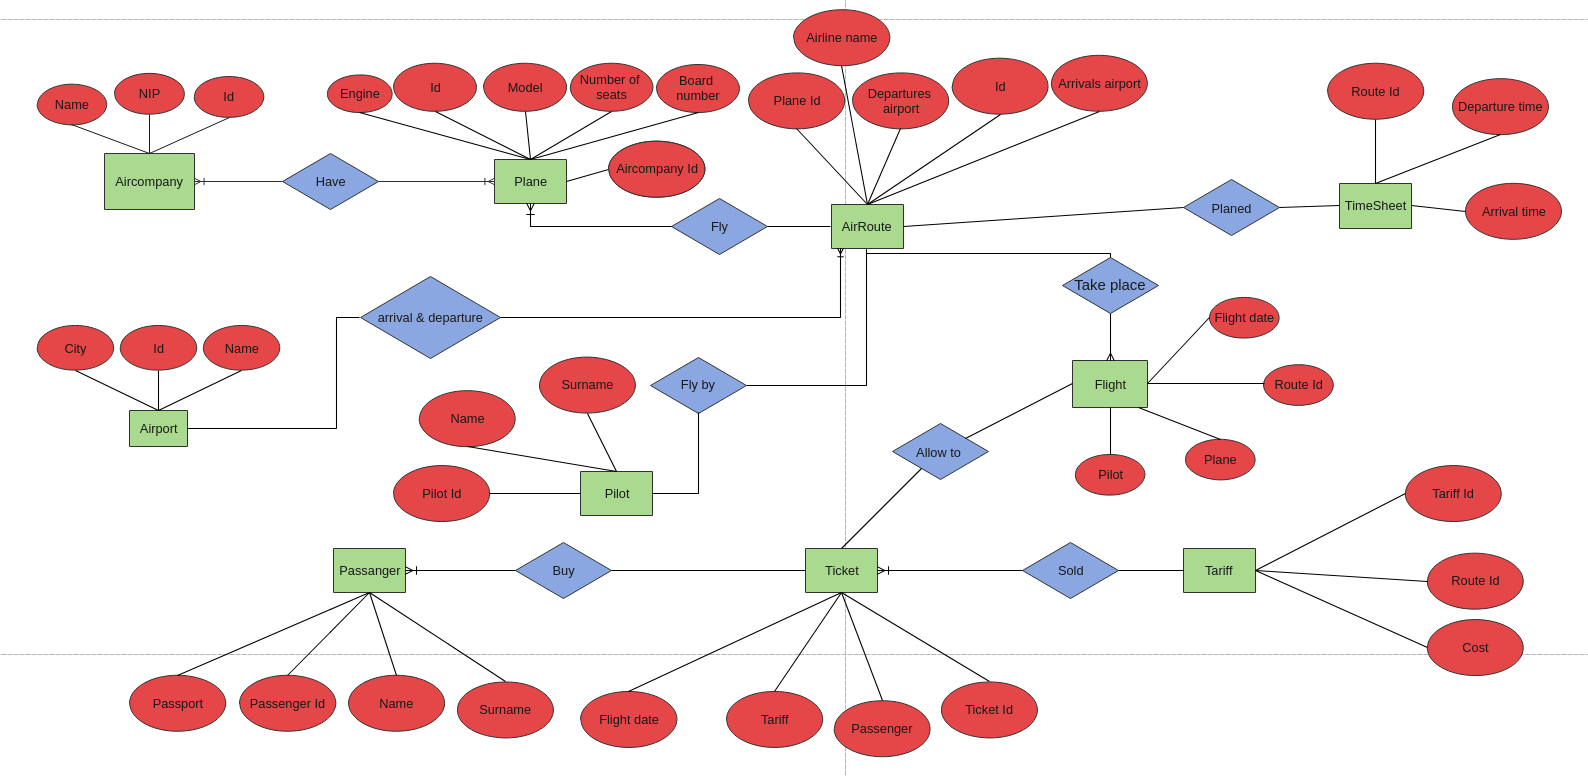 Airline name
Name
NIP
Id
Engine
Id
Model
Number of
seats
Board
number
Plane Id
Departures
airport
Id
Arrivals airport
Route Id
Departure time
Aircompany
Have
Plane
Aircompany Id
Fly
AirRoute
Planed
TimeSheet
Arrival time
arrival & departure
Take place
City
Id
Name
Flight date
Airport
Surname
Fly by
Flight
Route Id
Name
Allow to
Pilot
Plane
Pilot Id
Pilot
Tariff Id
Passanger
Buy
Ticket
Sold
Tariff
Route Id
Cost
Passport
Passenger Id
Name
Surname
Flight date
Tariff
Passenger
Ticket Id